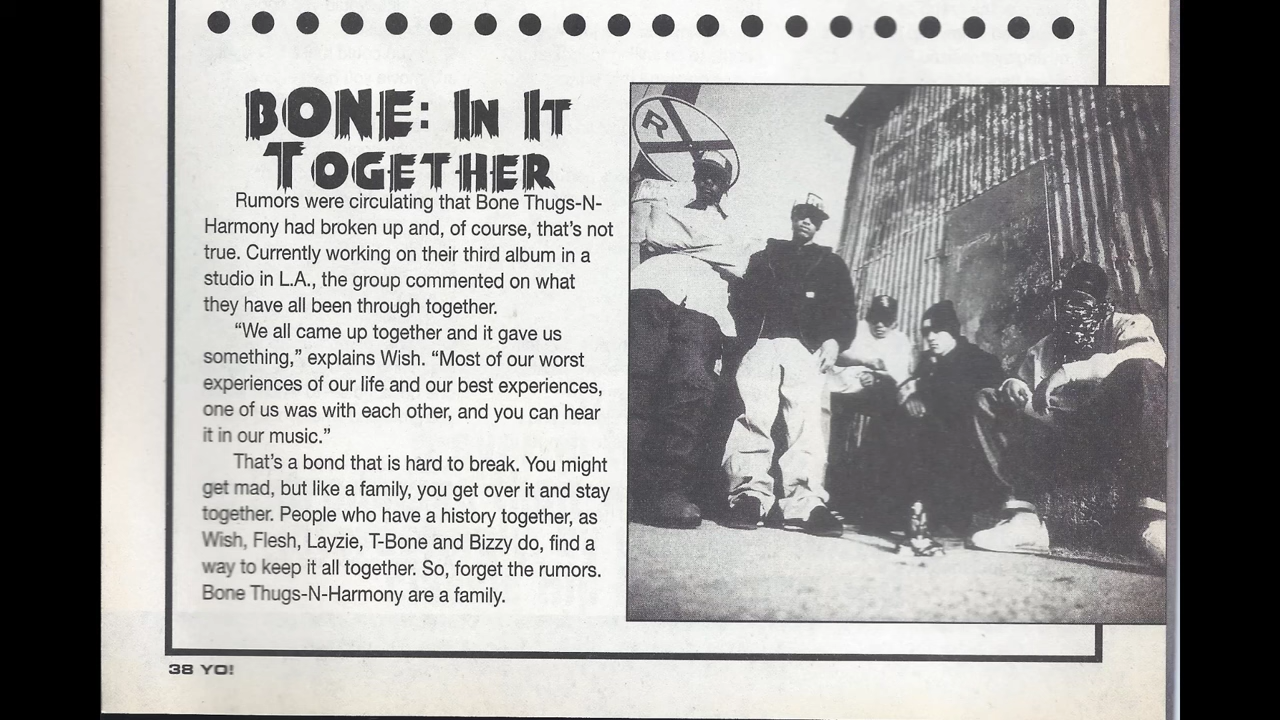 BONE: IN IT
TOGETHER
Rumors were circulating that Bone Thugs-N-
Harmony had broken up and, of course, that's not
true. Currently working on their third album in a
studio in L.A., the group commented on what
they have all been through together.
“We all came up together and it gave us
something,” explains Wish. “Most of our worst
experiences of our life and our best experiences,
one of us was with each other, and you can hear
it in our music.”
That's a bond that is hard to break. You might
get mad, but like a family, you get over it and stay
together. People who have a history together, as
Wish, Flesh, Layzie, T-Bone and Bizzy do, find a
way to keep it all together. So, forget the rumors.
Bone Thugs-N-Harmony are a family.
R
38 YO!